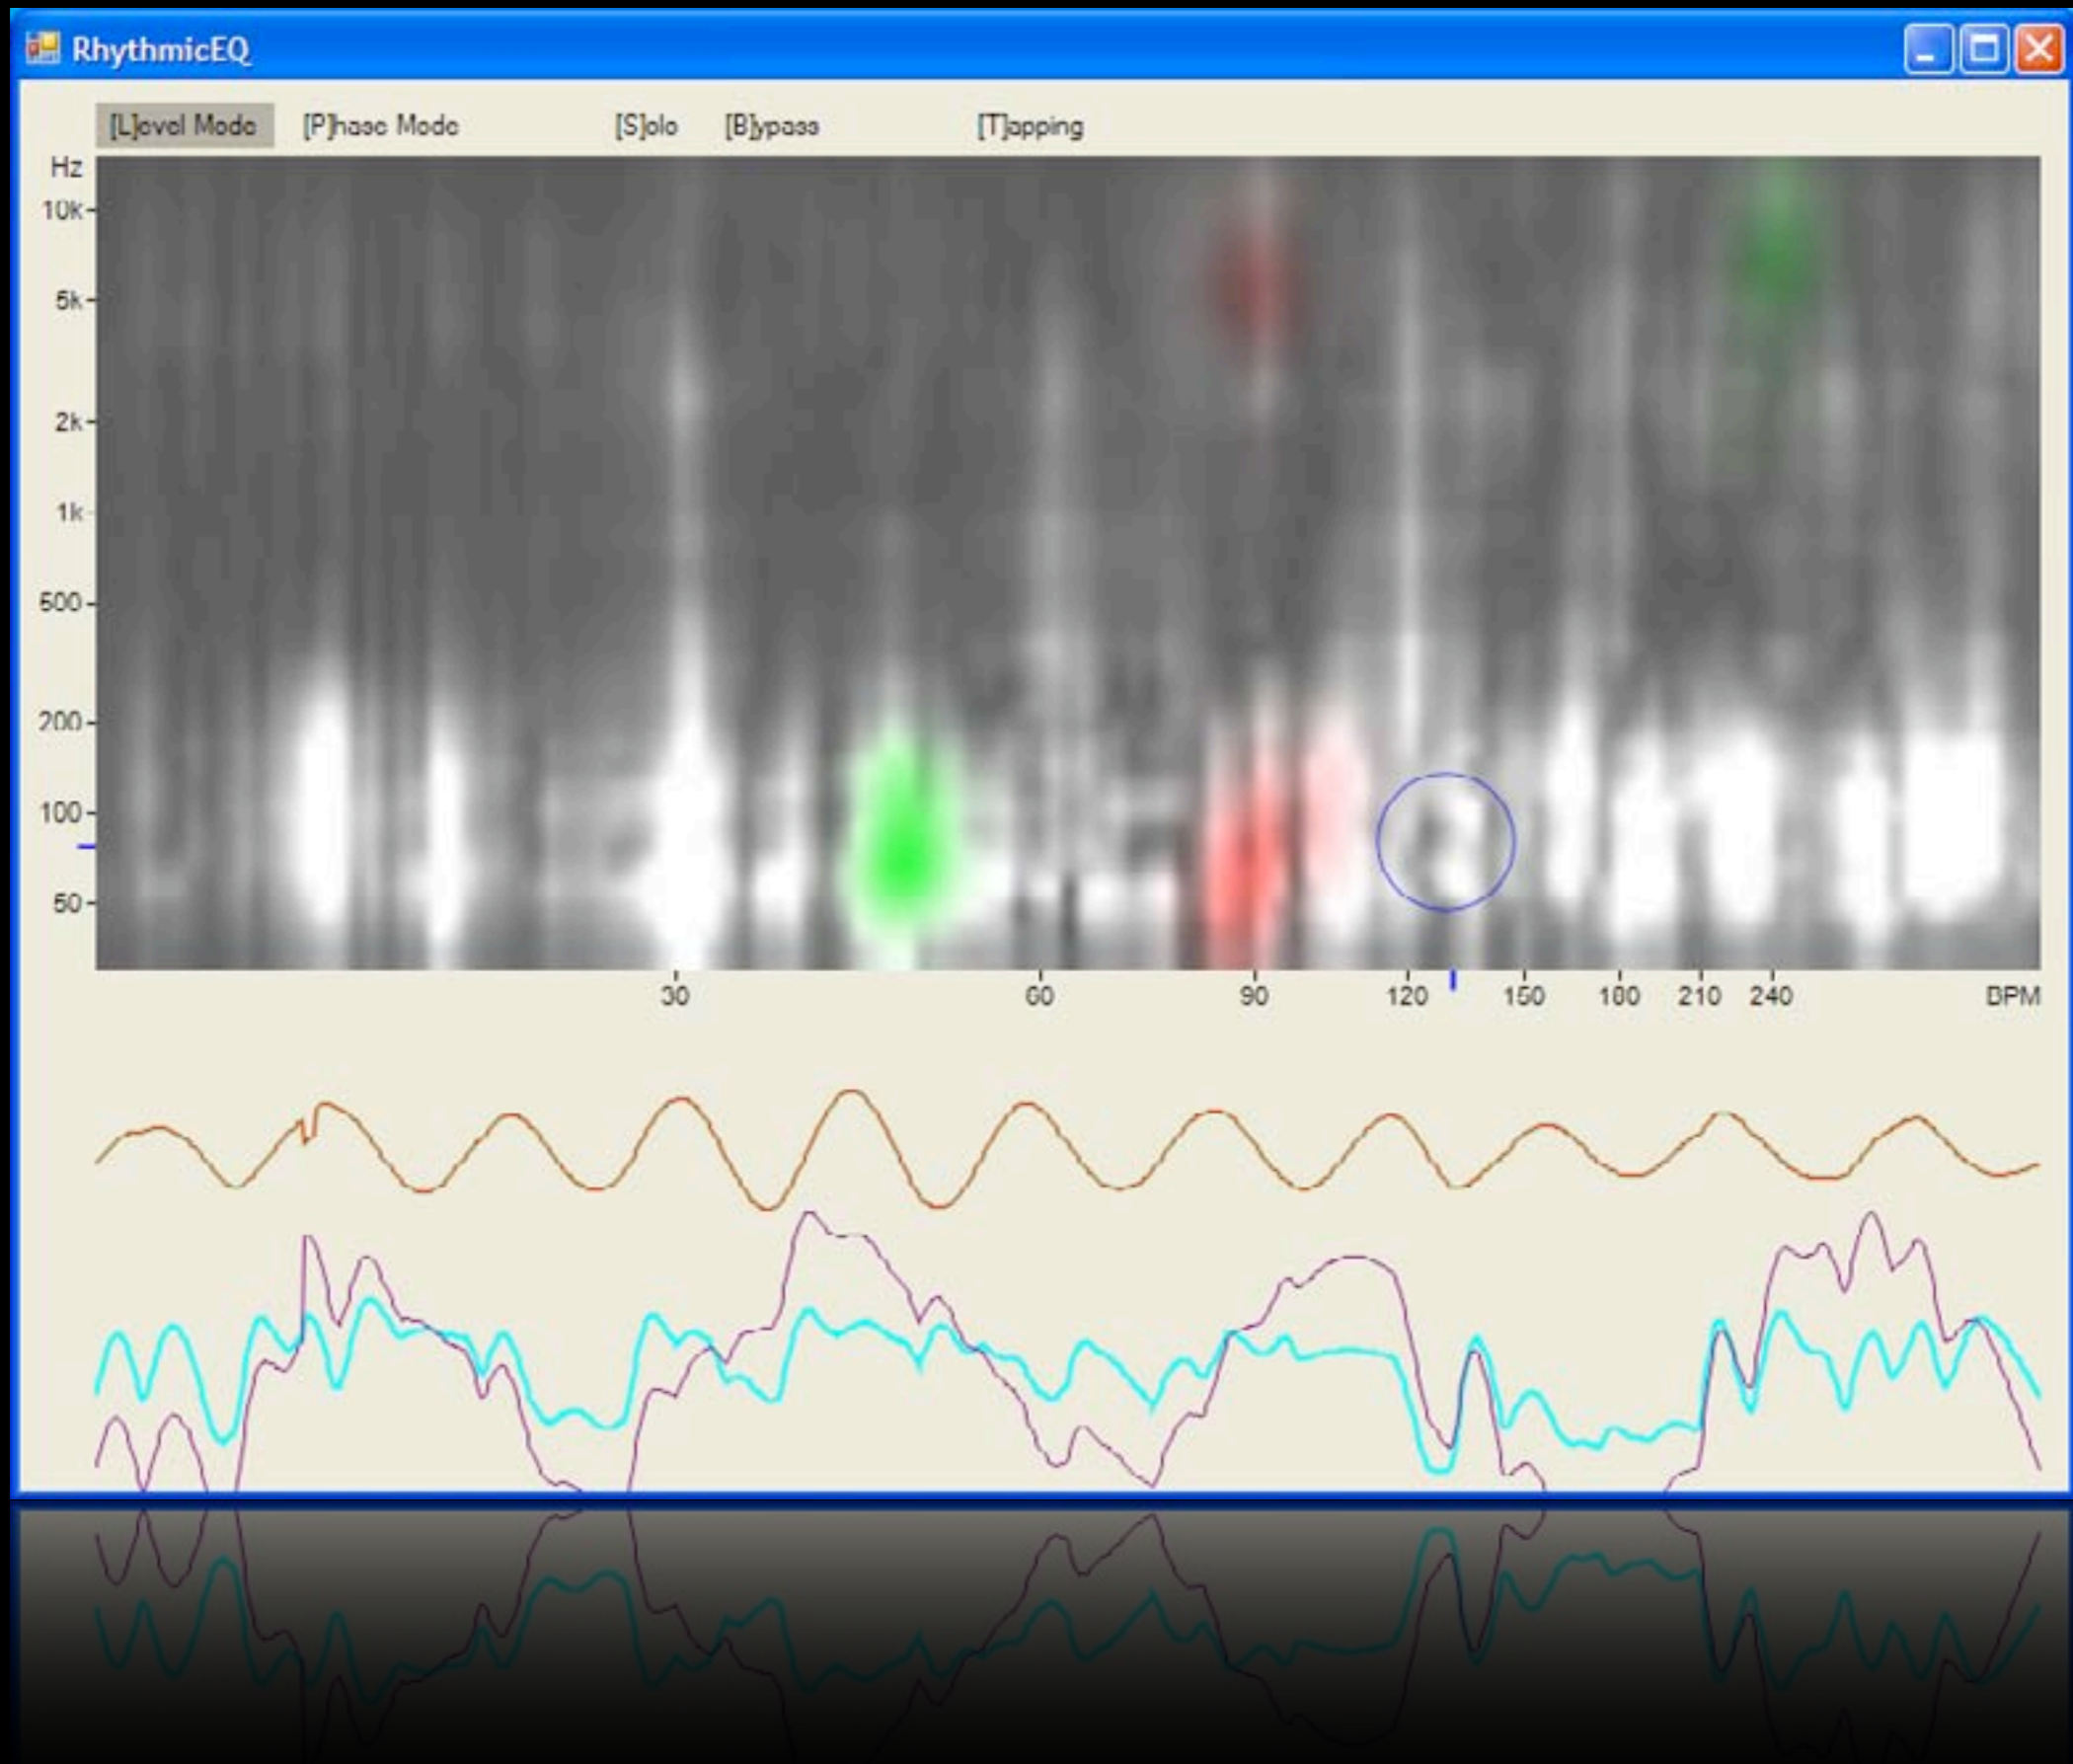 RhythmicEQ
[L]evel Mode [P]hase Mode [S]olo [B]ypass [T]apping
Hz
10k
5k
2k
1k
500
200
100
50
30 60 90 120 150 180 210 240 BPM